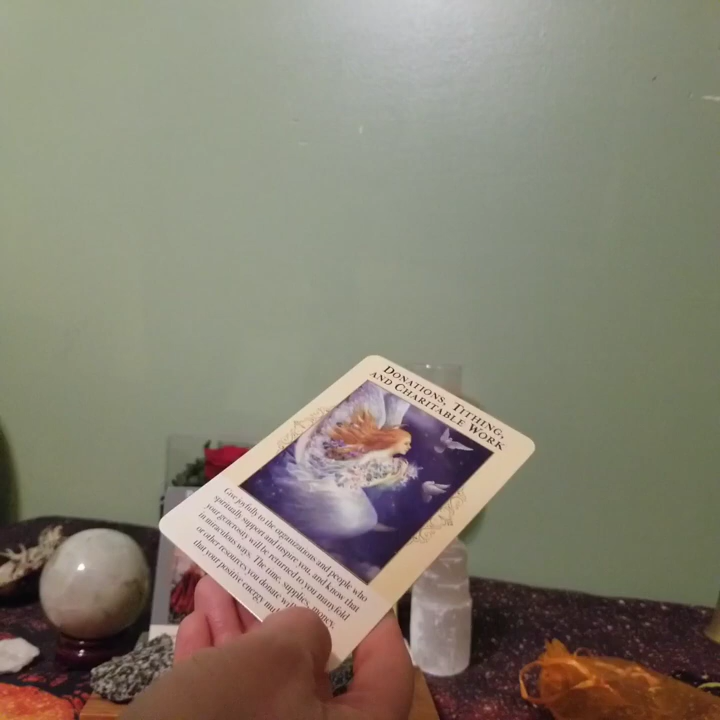 DONATIONS, TITHING,
AND CHARITABLE WORK
Give joyfully to the organizations and people who
spiritually support and inspire you, and know that
your generosity will be returned to you manyfold
in miraculous ways. The time, supplies, money,
or other resources you donate will
that your positive energy